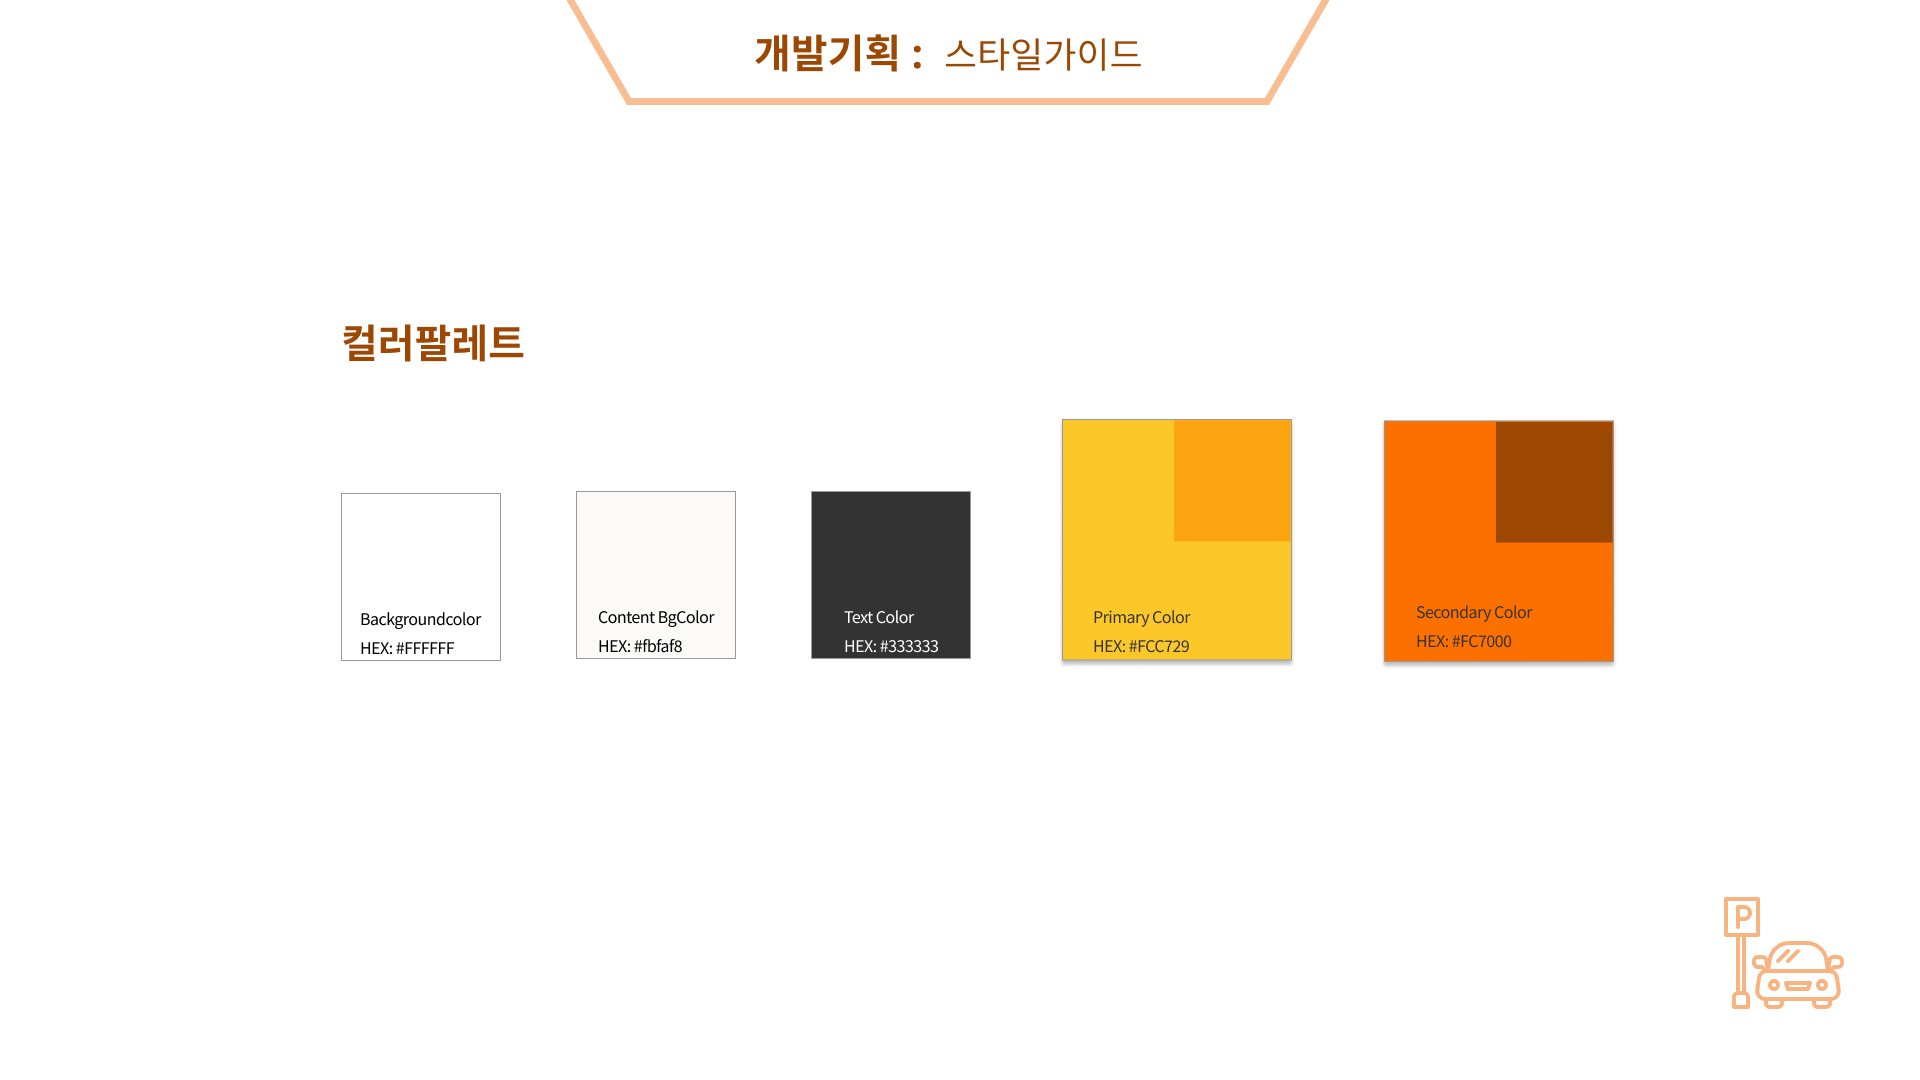 개발기획 : 스타일가이드
컬러팔레트
Backgroundcolor
HEX: #FFFFFF
Content BgColor
HEX: #fbfaf8
Text Color
HEX: #333333
Primary Color
HEX: #FCC729
Secondary Color
HEX: #FC7000
P